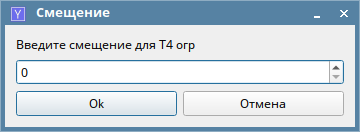 Смещение
Введите смещение для Т4 огр
0
Ok
Отмена